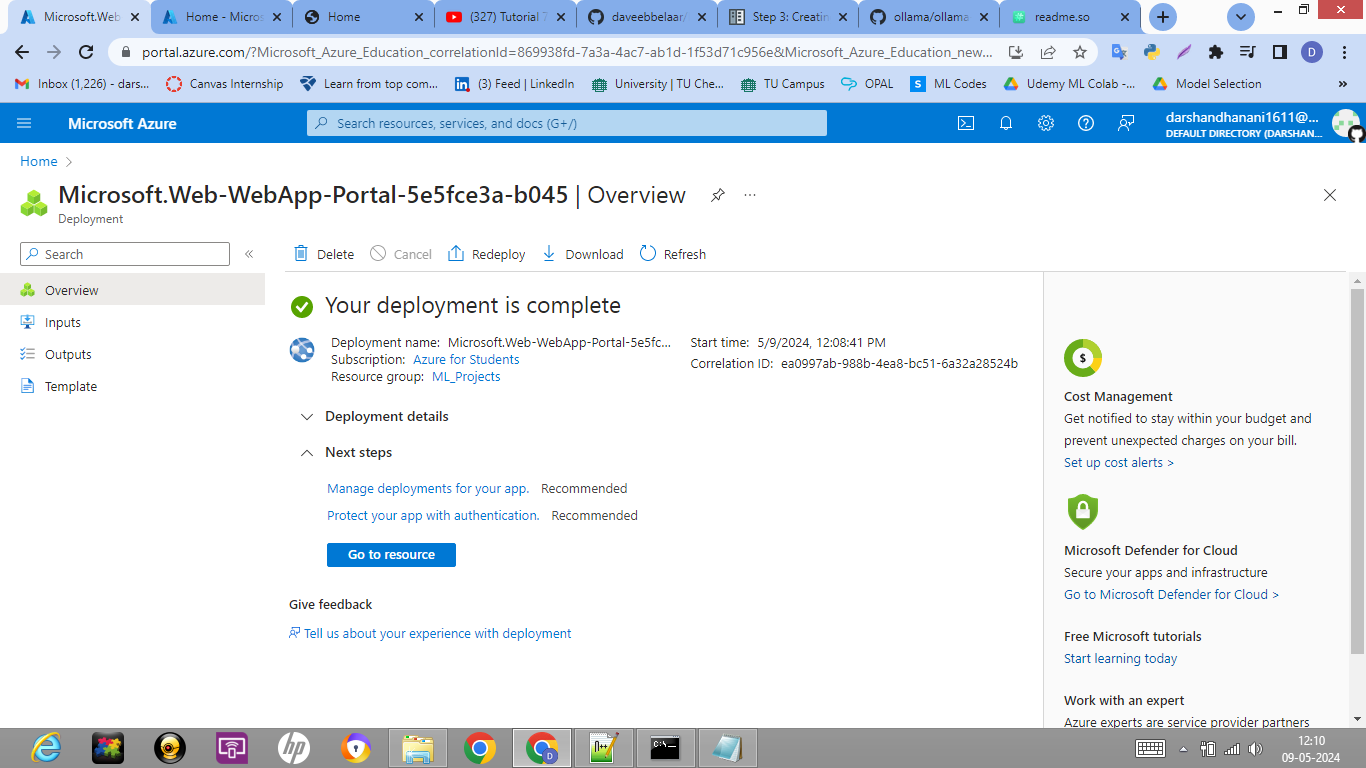 Microsoft.Web
Home - Micros
Home
(327) Tutorial 7
daveebbelaar/
Step 3: Creatin
ollama/ollama
readme.so
portal.azure.com/?Microsoft_Azure_Education_correlationId=869938fd-7a3a-4ac7-ab1d-1f53d71c956e&Microsoft_Azure_Education_new...
D
Inbox (1,226) - dars...
Canvas Internship
Learn from top com...
(3) Feed | LinkedIn
University | TU Che...
TU Campus
OPAL
S ML Codes
Udemy ML Colab -...
Model Selection
»
Microsoft Azure
Search resources, services, and docs (G+/)
darshandhanani1611@...
DEFAULT DIRECTORY (DARSHAN...
Home >
Microsoft.Web-WebApp-Portal-5e5fce3a-b045 | Overview
...
Deployment
Search
«
Delete
Cancel
Redeploy
Download
Refresh
Overview
Inputs
Outputs
Template
Your deployment is complete
Deployment name: Microsoft.Web-WebApp-Portal-5e5fc...
Subscription: Azure for Students
Resource group: ML_Projects
Start time: 5/9/2024, 12:08:41 PM
Correlation ID: ea0997ab-988b-4ea8-bc51-6a32a28524b
Deployment details
Next steps
Manage deployments for your app. Recommended
Protect your app with authentication. Recommended
Go to resource
Give feedback
Tell us about your experience with deployment
$
Cost Management
Get notified to stay within your budget and
prevent unexpected charges on your bill.
Set up cost alerts >
Microsoft Defender for Cloud
Secure your apps and infrastructure
Go to Microsoft Defender for Cloud >
Free Microsoft tutorials
Start learning today
Work with an expert
Azure experts are service provider partners
hp
D
C:\_
12:10
09-05-2024